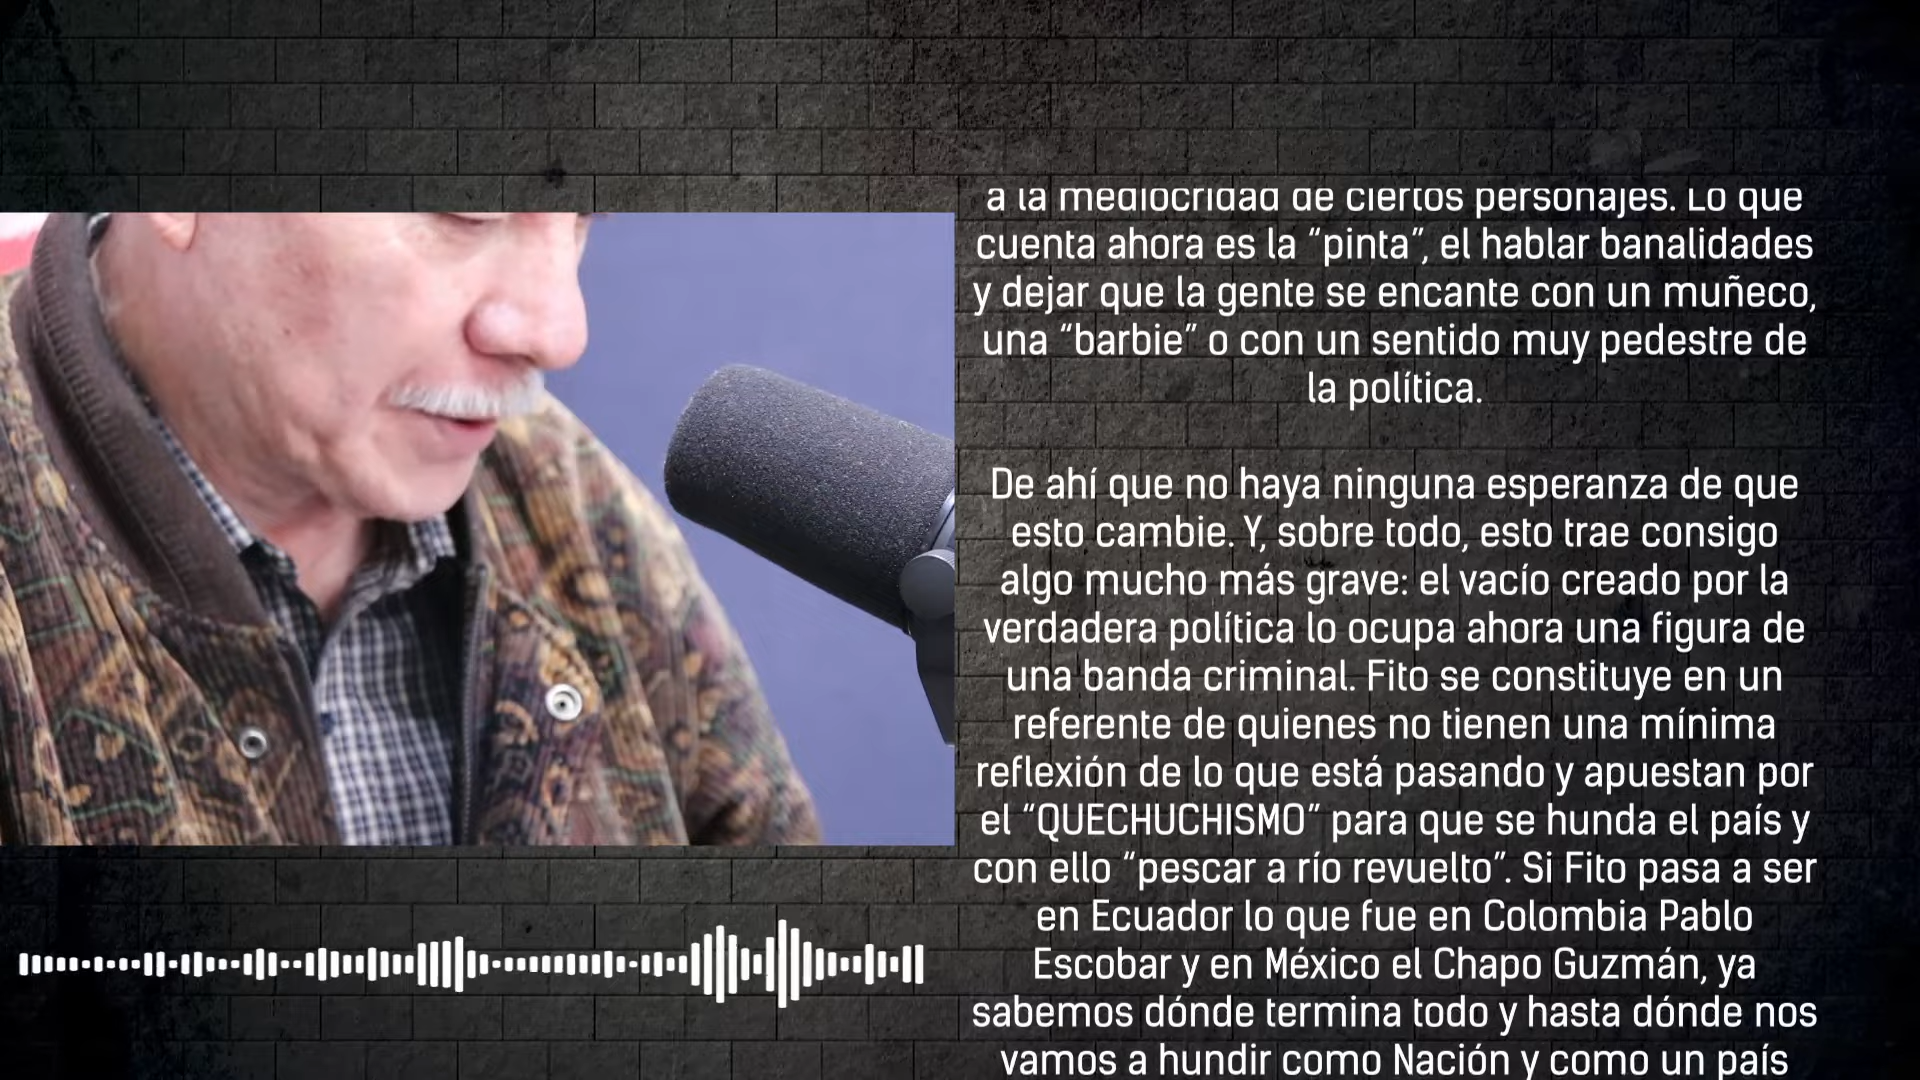 a la mediocridad de ciertos personajes. Lo que
cuenta ahora es la “pinta”, el hablar banalidades
y dejar que la gente se encante con un muñeco,
una “barbie” o con un sentido muy pedestre de
la política.
De ahí que no haya ninguna esperanza de que
esto cambie. Y, sobre todo, esto trae consigo
algo mucho más grave: el vacío creado por la
verdadera política lo ocupa ahora una figura de
una banda criminal. Fito se constituye en un
referente de quienes no tienen una mínima
reflexión de lo que está pasando y apuestan por
el “QUECHUCHISMO” para que se hunda el país y
con ello “pescar a río revuelto”. Si Fito pasa a ser
en Ecuador lo que fue en Colombia Pablo
Escobar y en México el Chapo Guzmán, ya
sabemos dónde termina todo y hasta dónde nos
vamos a hundir como Nación y como un país